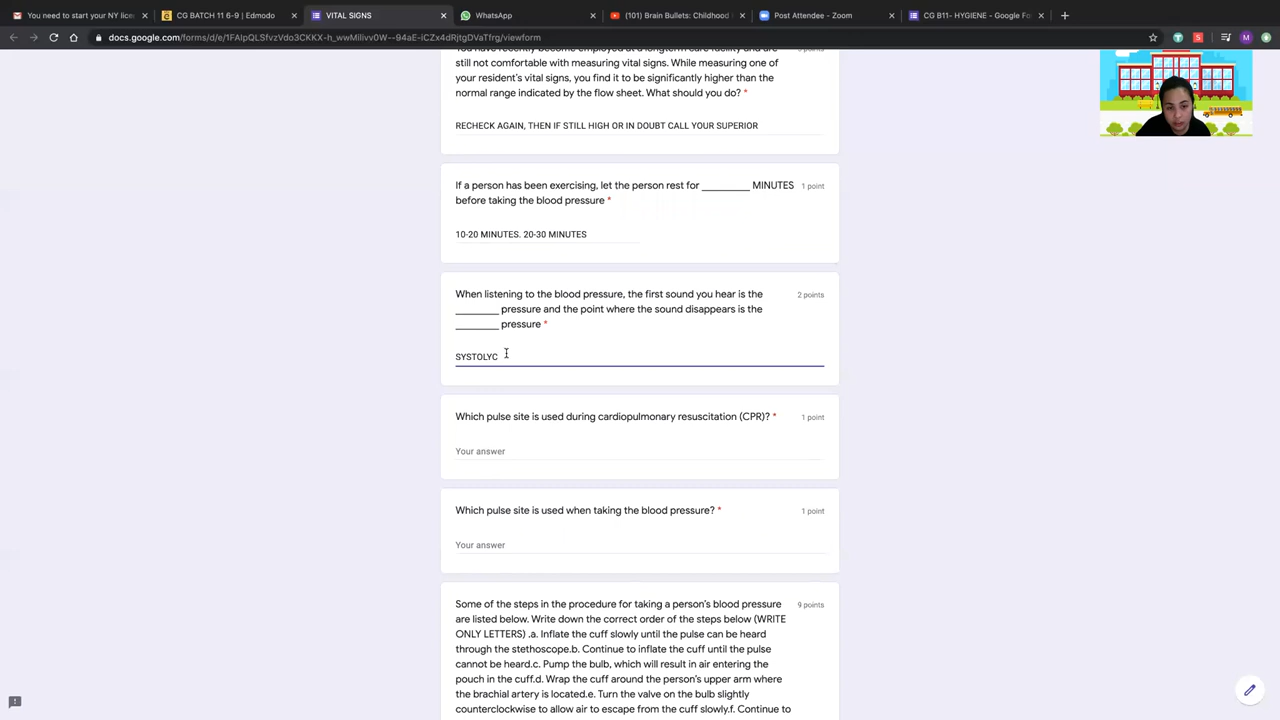 You need to start your NY licen
CG BATCH 11 6-9 | Edmodo
VITAL SIGNS
WhatsApp
(101) Brain Bullets: Childhood
Post Attendee - Zoom
CG B11- HYGIENE - Google Fo
docs.google.com/forms/d/e/1FAIpQLSfvzVdo3CKKX-h_wwMiIivv0W--94aE-iCZx4dRjtgDVaTfrg/viewform
You have recently become employed at a longterm care facility and are
still not comfortable with measuring vital signs. While measuring one of
your resident's vital signs, you find it to be significantly higher than the
normal range indicated by the flow sheet. What should you do? *
RECHECK AGAIN, THEN IF STILL HIGH OR IN DOUBT CALL YOUR SUPERIOR
If a person has been exercising, let the person rest for __________ MINUTES 1 point
before taking the blood pressure *
10-20 MINUTES. 20-30 MINUTES
When listening to the blood pressure, the first sound you hear is the 2 points
_________ pressure and the point where the sound disappears is the
_________ pressure *
SYSTOLYC
Which pulse site is used during cardiopulmonary resuscitation (CPR)? * 1 point
Your answer
Which pulse site is used when taking the blood pressure? * 1 point
Your answer
Some of the steps in the procedure for taking a person's blood pressure 9 points
are listed below. Write down the correct order of the steps below (WRITE
ONLY LETTERS) .a. Inflate the cuff slowly until the pulse can be heard
through the stethoscope.b. Continue to inflate the cuff until the pulse
cannot be heard.c. Pump the bulb, which will result in air entering the
pouch in the cuff.d. Wrap the cuff around the person's upper arm where
the brachial artery is located.e. Turn the valve on the bulb slightly
counterclockwise to allow air to escape from the cuff slowly.f. Continue to